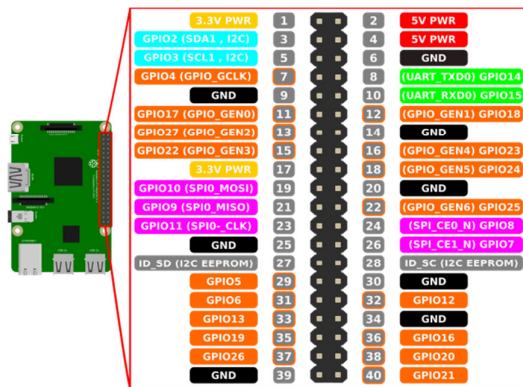 3.3V PWR 1 2 5V PWR
GPIO2 (SDA1 , I2C) 3 4 5V PWR
GPIO3 (SCL1 , I2C) 5 6 GND
GPIO4 (GPIO_GCLK) 7 8 (UART_TXD0) GPIO14
GND 9 10 (UART_RXD0) GPIO15
GPIO17 (GPIO_GEN0) 11 12 (GPIO_GEN1) GPIO18
GPIO27 (GPIO_GEN2) 13 14 GND
GPIO22 (GPIO_GEN3) 15 16 (GPIO_GEN4) GPIO23
3.3V PWR 17 18 (GPIO_GEN5) GPIO24
GPIO10 (SPI0_MOSI) 19 20 GND
GPIO9 (SPI0_MISO) 21 22 (GPIO_GEN6) GPIO25
GPIO11 (SPI0-_CLK) 23 24 (SPI_CE0_N) GPIO8
GND 25 26 (SPI_CE1_N) GPIO7
ID_SD (I2C EEPROM) 27 28 ID_SC (I2C EEPROM)
GPIO5 29 30 GND
GPIO6 31 32 GPIO12
GPIO13 33 34 GND
GPIO19 35 36 GPIO16
GPIO26 37 38 GPIO20
GND 39 40 GPIO21